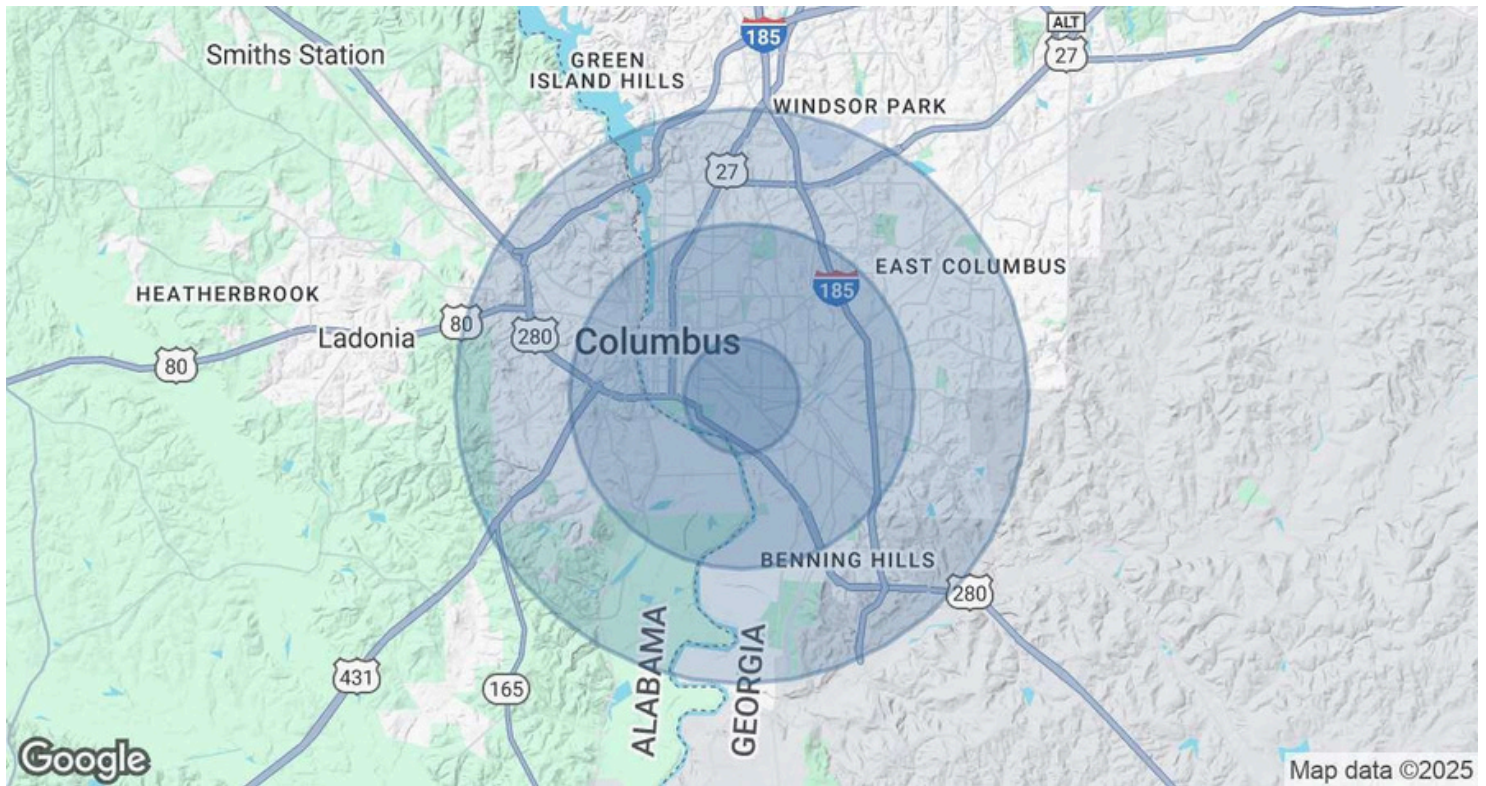 185
ALT
27
Smiths Station
GREEN
ISLAND HILLS
WINDSOR PARK
27
EAST COLUMBUS
185
HEATHERBROOK
80
280
Ladonia
Columbus
80
BENNING HILLS
280
ALABAMA
GEORGIA
431
165
Google
Map data ©2025